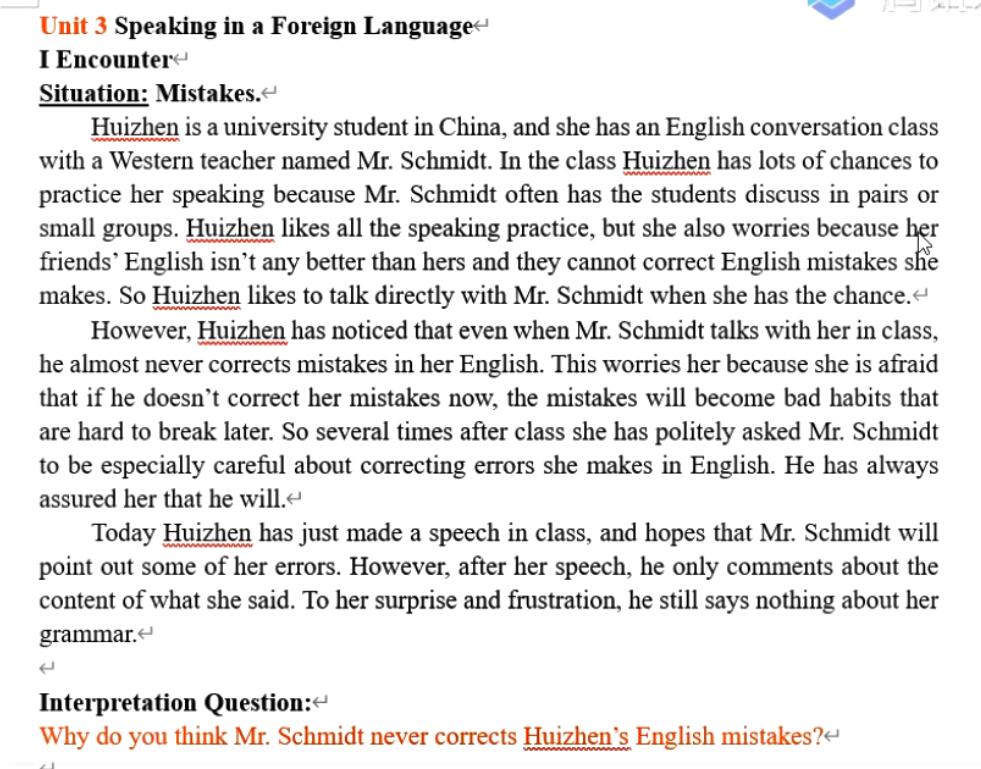 Unit 3 Speaking in a Foreign Language
I Encounter
Situation: Mistakes.
Huizhen is a university student in China, and she has an English conversation class
with a Western teacher named Mr. Schmidt. In the class Huizhen has lots of chances to
practice her speaking because Mr. Schmidt often has the students discuss in pairs or
small groups. Huizhen likes all the speaking practice, but she also worries because her
friends’ English isn’t any better than hers and they cannot correct English mistakes she
makes. So Huizhen likes to talk directly with Mr. Schmidt when she has the chance.
However, Huizhen has noticed that even when Mr. Schmidt talks with her in class,
he almost never corrects mistakes in her English. This worries her because she is afraid
that if he doesn’t correct her mistakes now, the mistakes will become bad habits that
are hard to break later. So several times after class she has politely asked Mr. Schmidt
to be especially careful about correcting errors she makes in English. He has always
assured her that he will.
Today Huizhen has just made a speech in class, and hopes that Mr. Schmidt will
point out some of her errors. However, after her speech, he only comments about the
content of what she said. To her surprise and frustration, he still says nothing about her
grammar.
Interpretation Question:
Why do you think Mr. Schmidt never corrects Huizhen’s English mistakes?